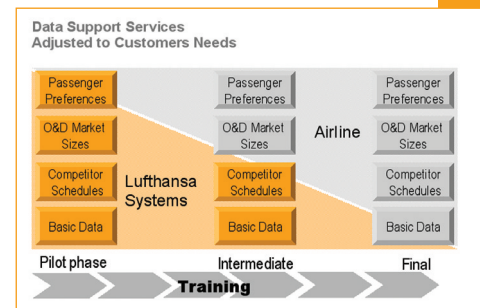 Data Support Services
Adjusted to Customers Needs
Passenger
Preferences
Passenger
Preferences
Passenger
Preferences
O&D Market
Sizes
O&D Market
Sizes
Airline
O&D Market
Sizes
Competitor
Schedules
Lufthansa
Systems
Competitor
Schedules
Competitor
Schedules
Basic Data
Basic Data
Basic Data
Pilot phase
Intermediate
Final
Training